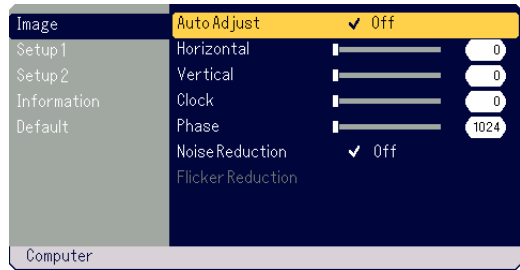 Image
Setup1
Setup2
Information
Default
Auto Adjust ✓ Off
Horizontal 0
Vertical 0
Clock 0
Phase 1024
Noise Reduction ✓ Off
Flicker Reduction
Computer